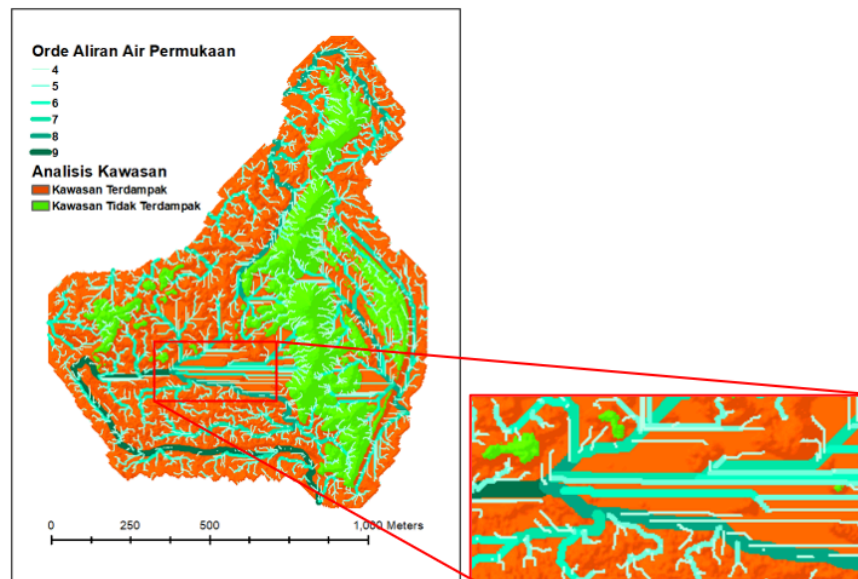 Orde Aliran Air Permukaan
4
5
6
7
8
9
Analisis Kawasan
Kawasan Terdampak
Kawasan Tidak Terdampak
0 250 500 1,000 Meters